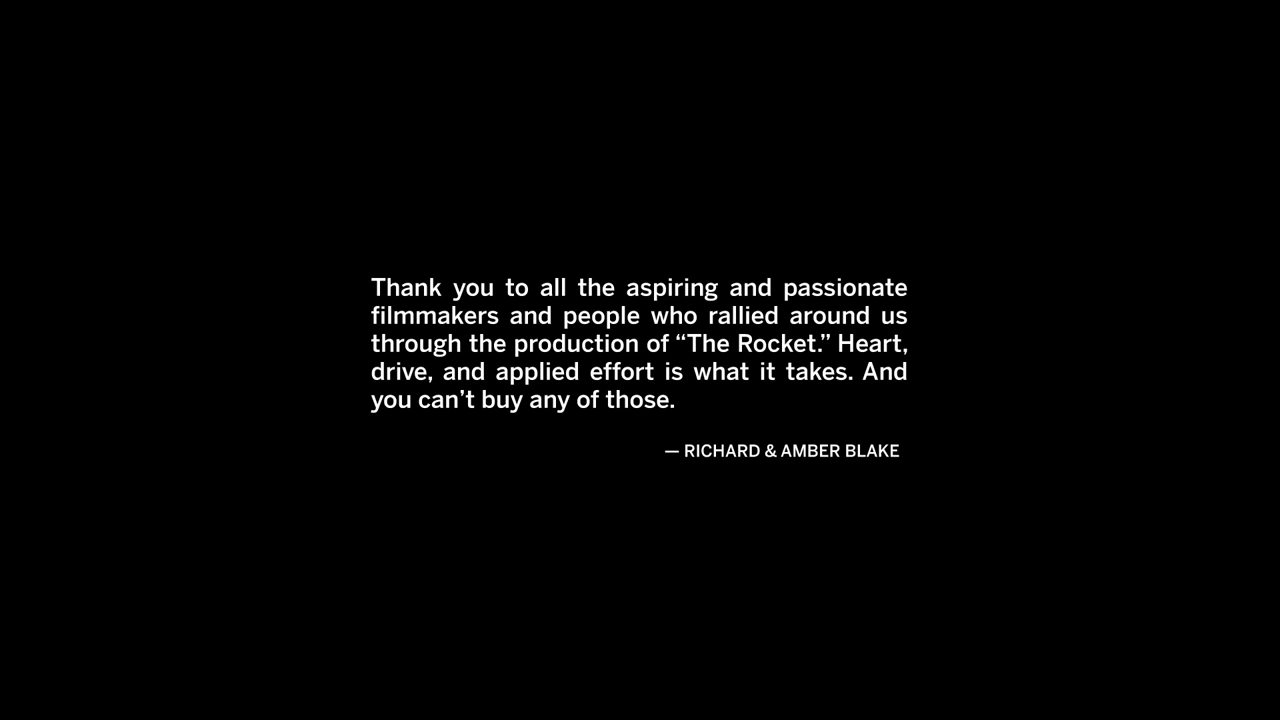 Thank you to all the aspiring and passionate
filmmakers and people who rallied around us
through the production of “The Rocket.” Heart,
drive, and applied effort is what it takes. And
you can’t buy any of those.
— RICHARD & AMBER BLAKE